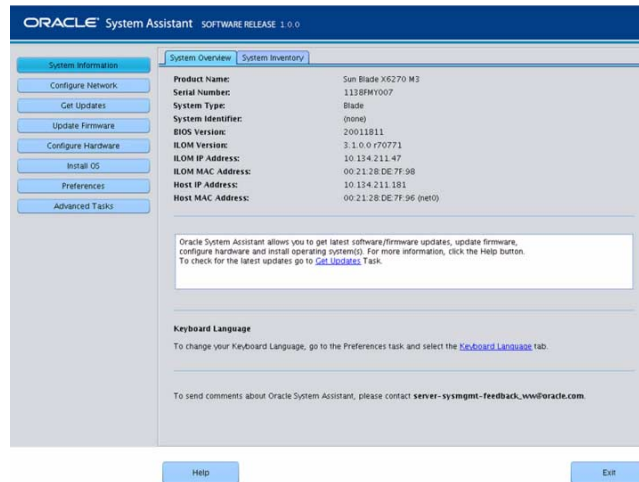 ORACLE System Assistant SOFTWARE RELEASE 1.0.0
System Information
Configure Network
Get Updates
Update Firmware
Configure Hardware
Install OS
Preferences
Advanced Tasks
System Overview System Inventory
Product Name: Sun Blade X6270 M3
Serial Number: 1138FMY007
System Type: Blade
System Identifier: (none)
BIOS Version: 20011811
ILOM Version: 3.1.0.0 r70771
ILOM IP Address: 10.134.211.47
ILOM MAC Address: 00:21:28:DE:7F:98
Host IP Address: 10.134.211.181
Host MAC Address: 00:21:28:DE:7F:96 (net0)
Oracle System Assistant allows you to get latest software/firmware updates, update firmware,
configure hardware and install operating system(s). For more information, click the Help button.
To check for the latest updates go to Get Updates Task.
Keyboard Language
To change your Keyboard Language, go to the Preferences task and select the Keyboard Language tab.
To send comments about Oracle System Assistant, please contact server-sysmgmt-feedback_ww@oracle.com.
Help Exit